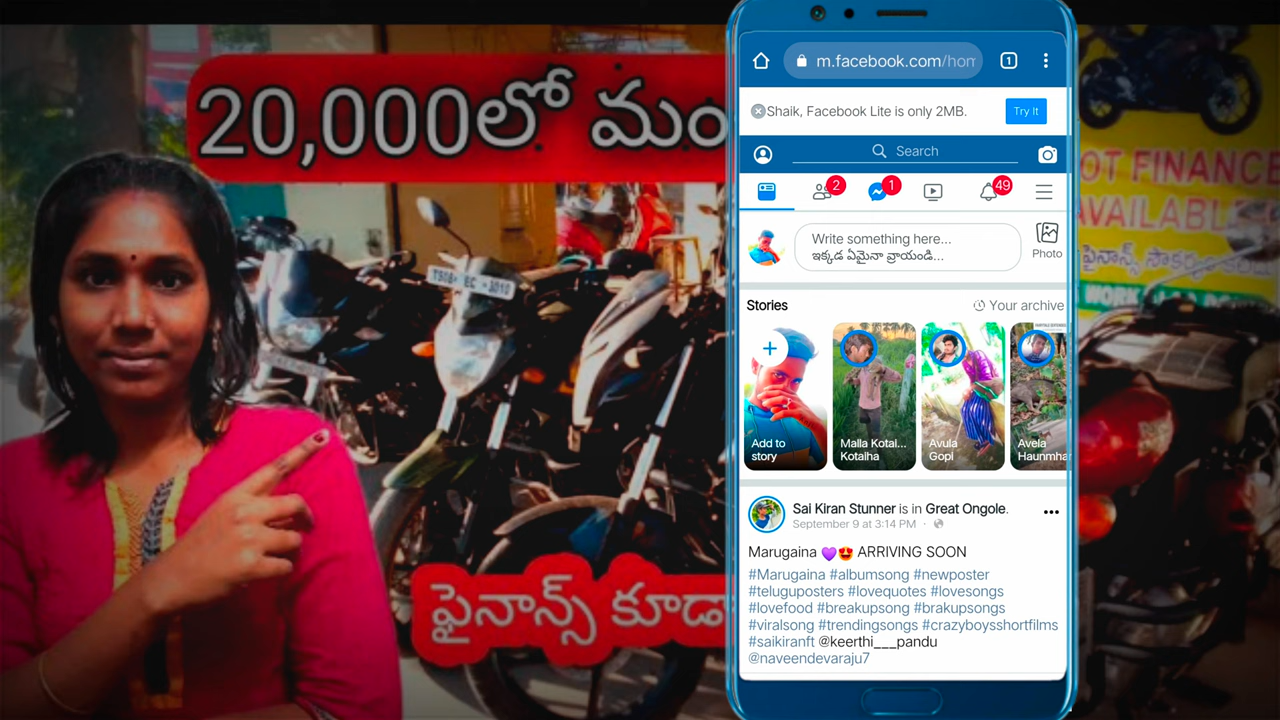 20,000లో
m.facebook.com/hom
1
Shaik, Facebook Lite is only 2MB.
Try It
Search
2
1
49
Write something here...
ఇక్కడ ఏమైనా వ్రాయండి...
Photo
Stories
Your archive
Add to
story
Malla Kotai...
Kotaiha
Avula
Gopi
Avela
Haunmha
Sai Kiran Stunner is in Great Ongole.
September 9 at 3:14 PM ·
Marugaina 💜😍 ARRIVING SOON
#Marugaina #albumsong #newposter
#teluguposters #lovequotes #lovesongs
#lovefood #breakupsong #brakupsongs
#viralsong #trendingsongs #crazyboysshortfilms
#saikiranft @keerthi___pandu
@naveendevaraju7
ఫైనాన్స్ కూడా
OT FINANCE
AVAILABL
ఫైనాన్స్